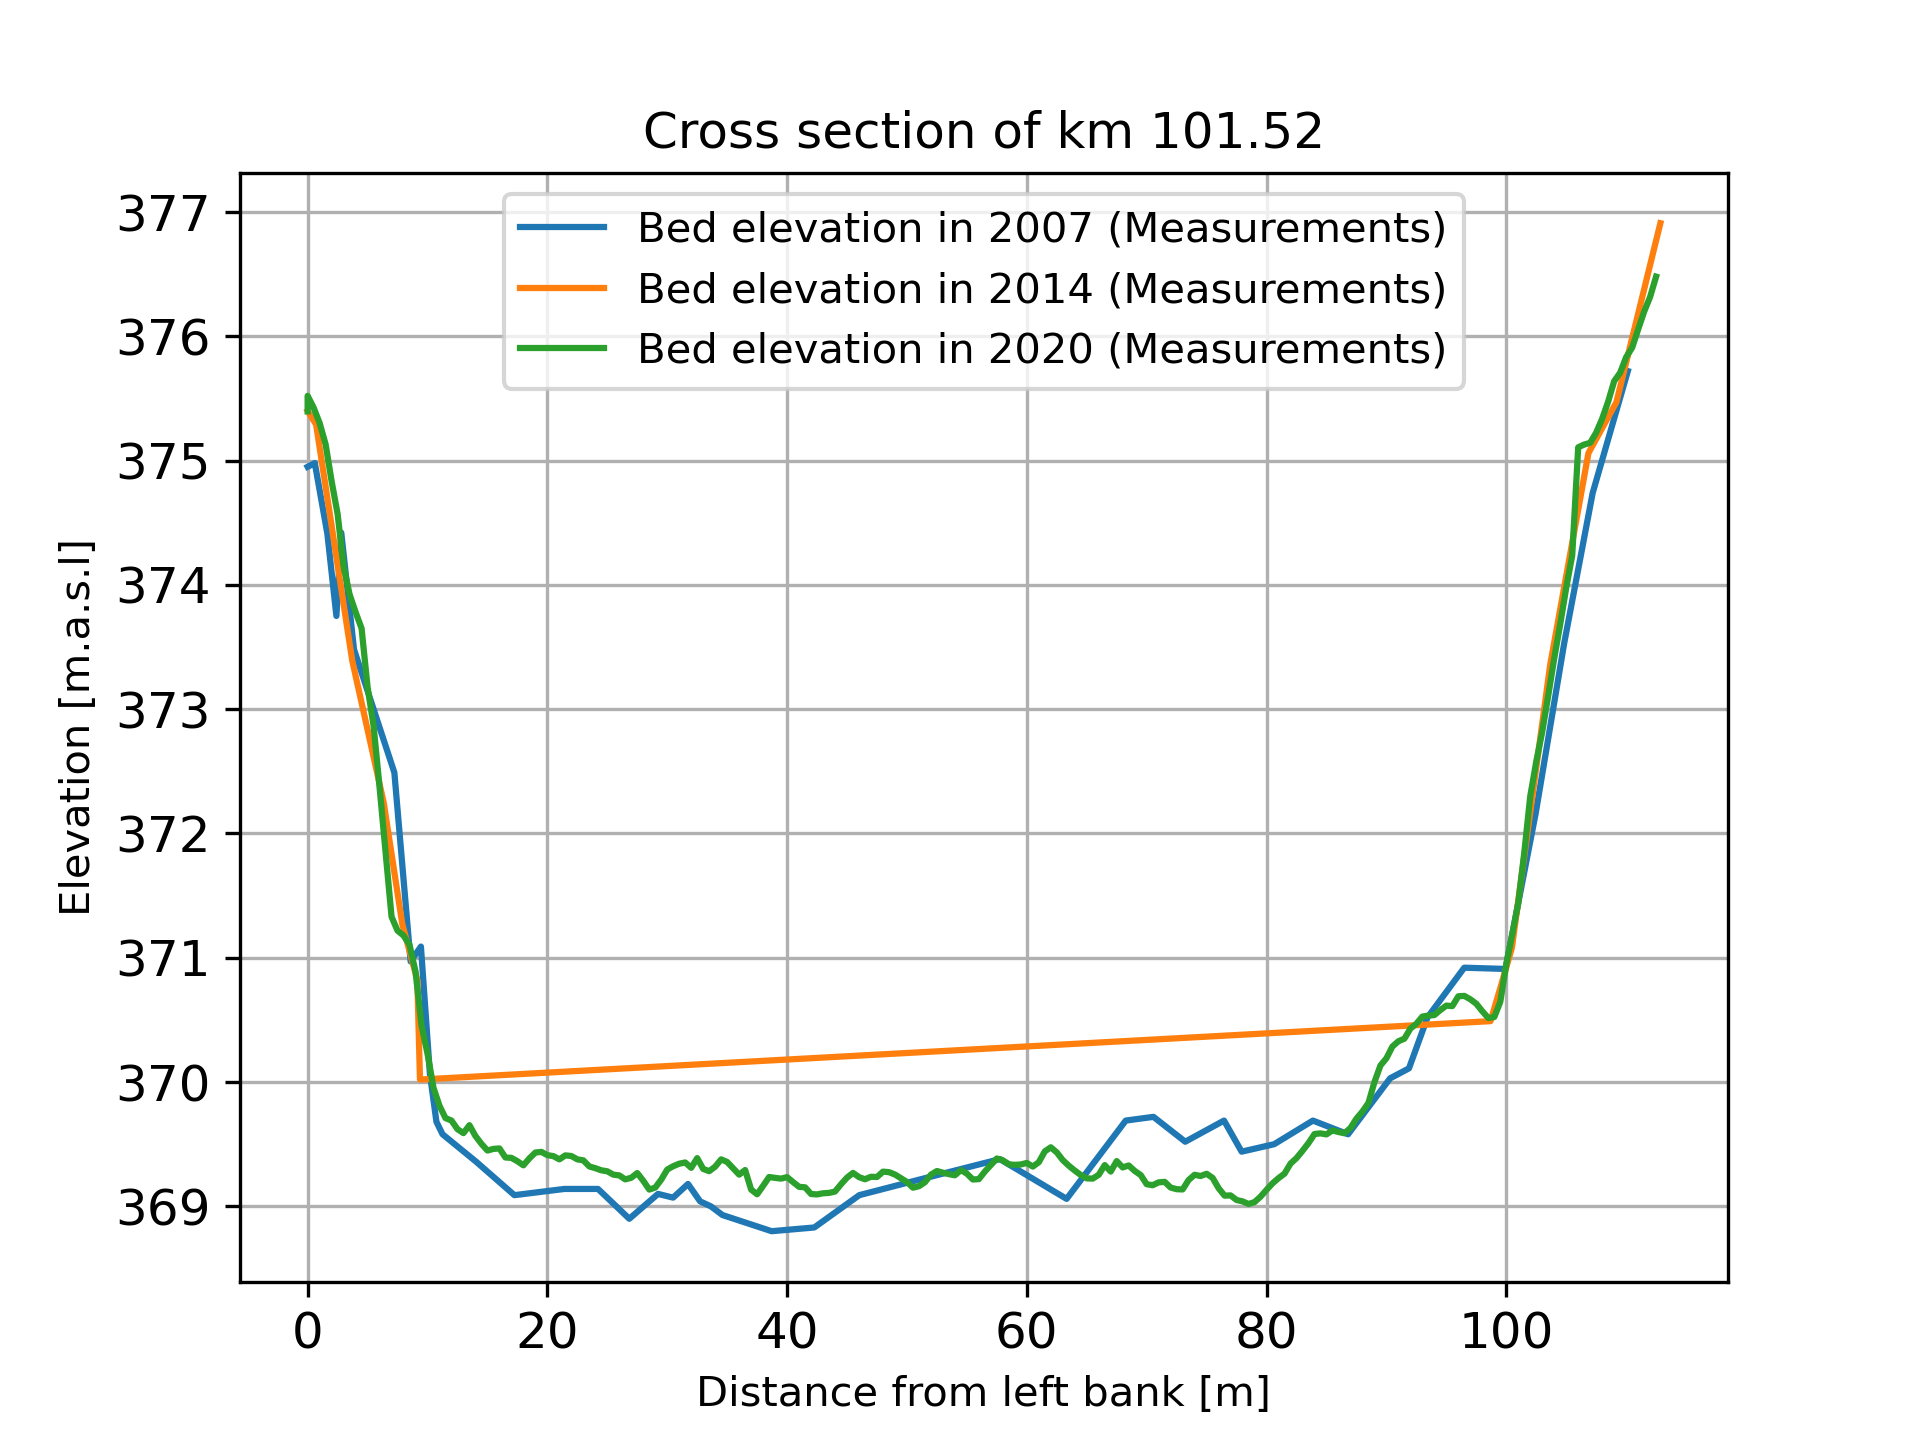 Cross section of km 101.52
Bed elevation in 2007 (Measurements)
Bed elevation in 2014 (Measurements)
Bed elevation in 2020 (Measurements)
Elevation [m.a.s.l]
377
376
375
374
373
372
371
370
369
0 20 40 60 80 100
Distance from left bank [m]